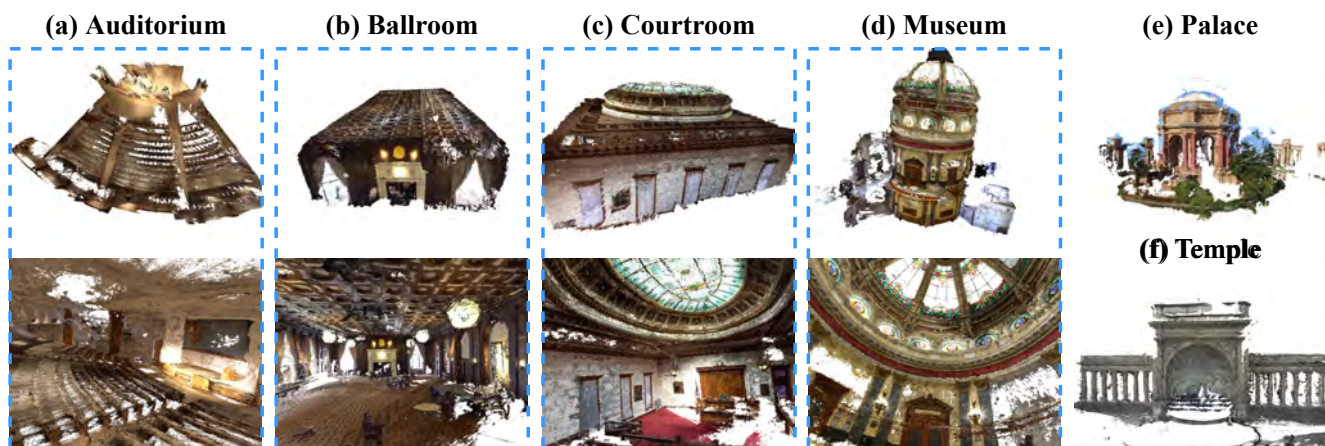 (a) Auditorium
(b) Ballroom
(c) Courtroom
(d) Museum
(e) Palace
(f) Temple